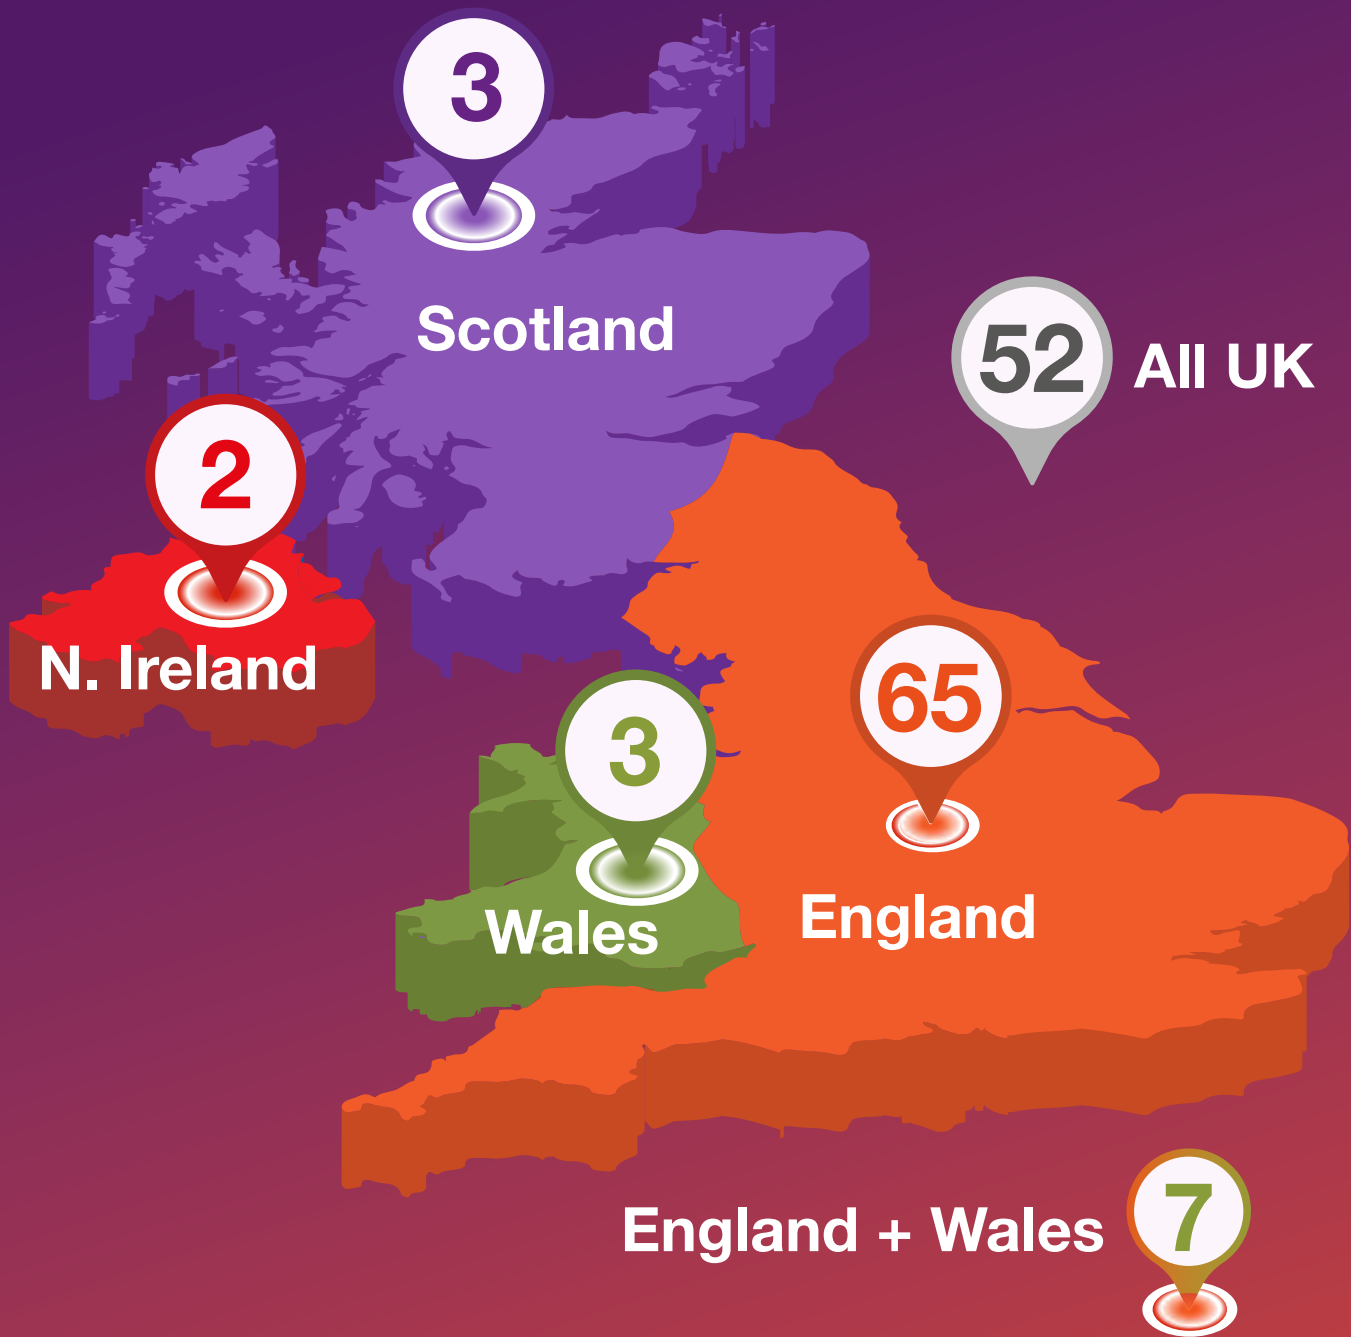 3
Scotland
52 All UK
2
N. Ireland
65
3
England
Wales
England + Wales 7